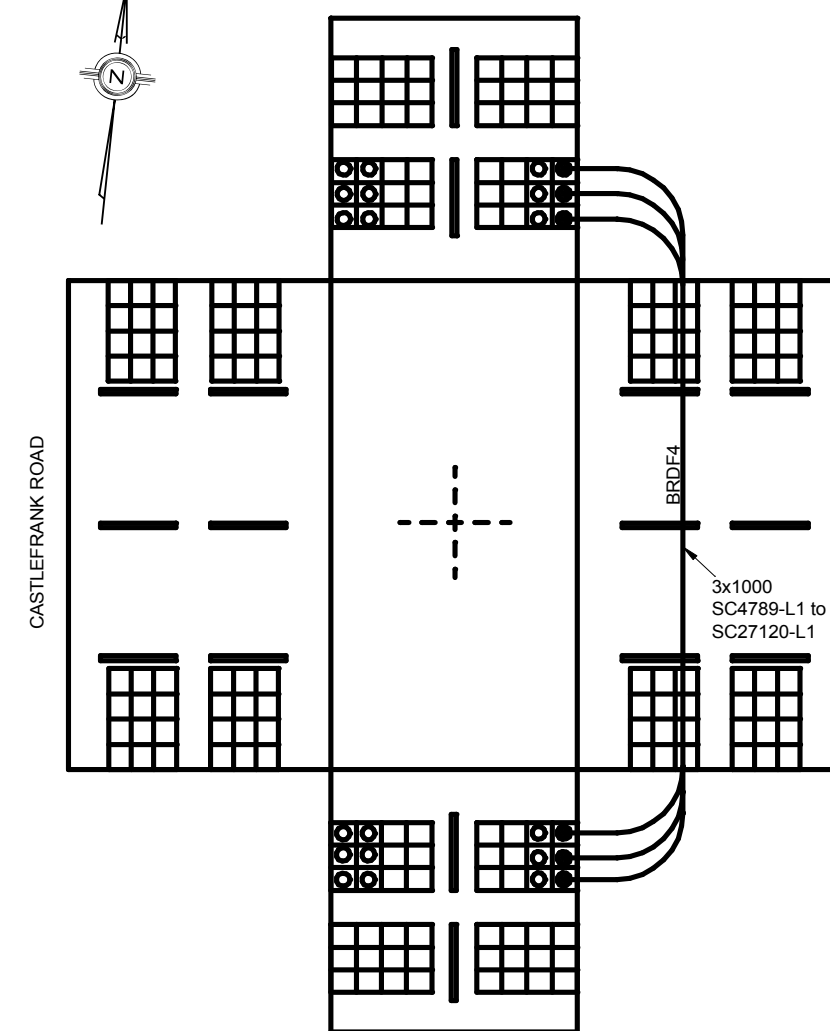 N
CASTLEFRANK ROAD
BRDF4
3x1000
SC4789-L1 to
SC27120-L1